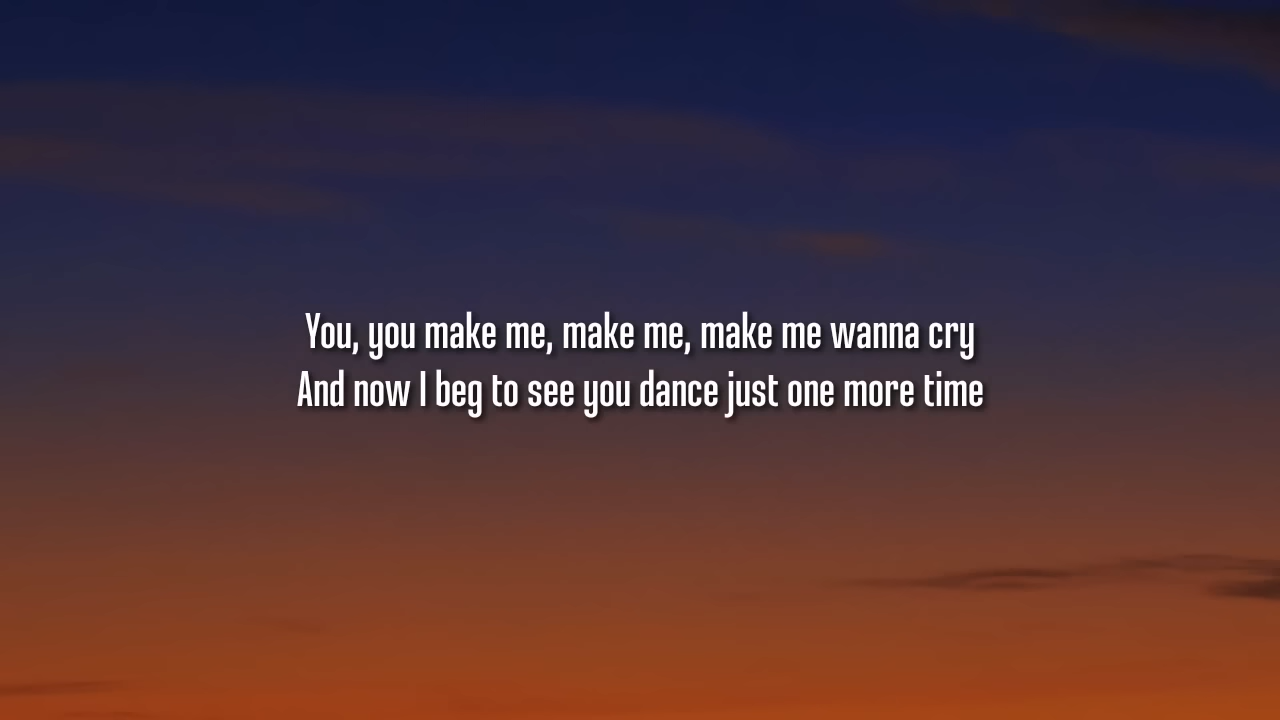 You, you make me, make me, make me wanna cry
And now I beg to see you dance just one more time